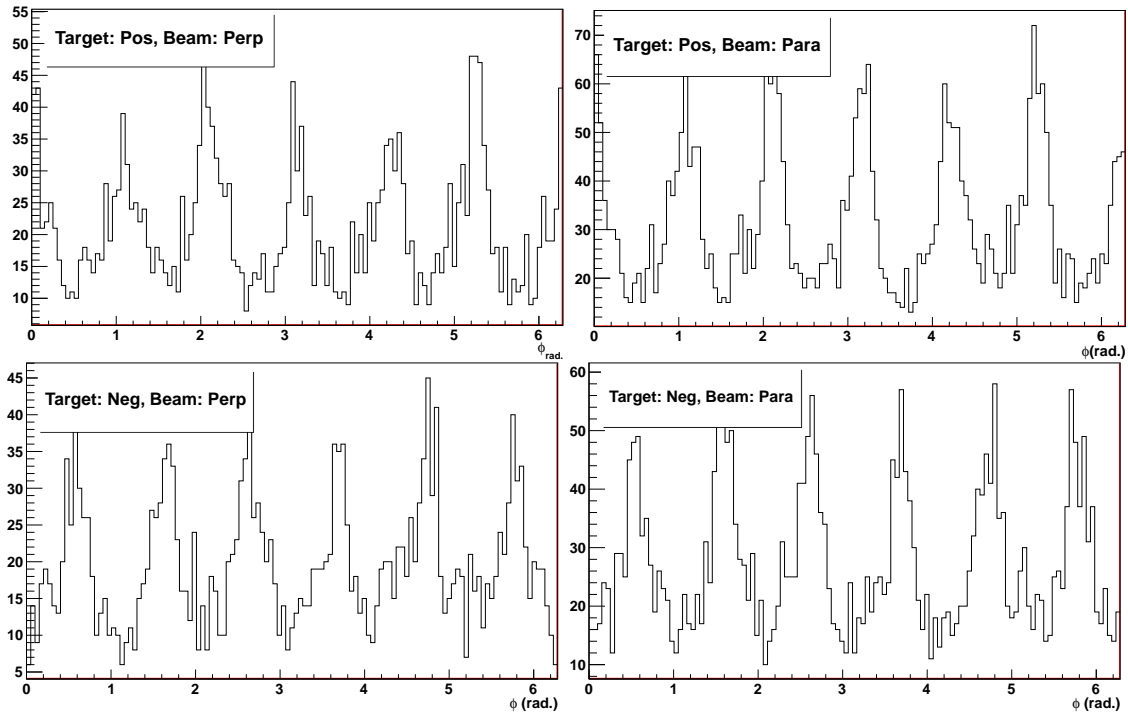 Target: Pos, Beam: Perp
55
50
45
40
35
30
25
20
15
10
0 1 2 3 4 5 6
ϕ rad.
Target: Pos, Beam: Para
70
60
50
40
30
20
0 1 2 3 4 5 6
ϕ(rad.)
Target: Neg, Beam: Perp
45
40
35
30
25
20
15
10
5
0 1 2 3 4 5 6
ϕ (rad.)
Target: Neg, Beam: Para
60
50
40
30
20
10
0 1 2 3 4 5 6
ϕ (rad.)